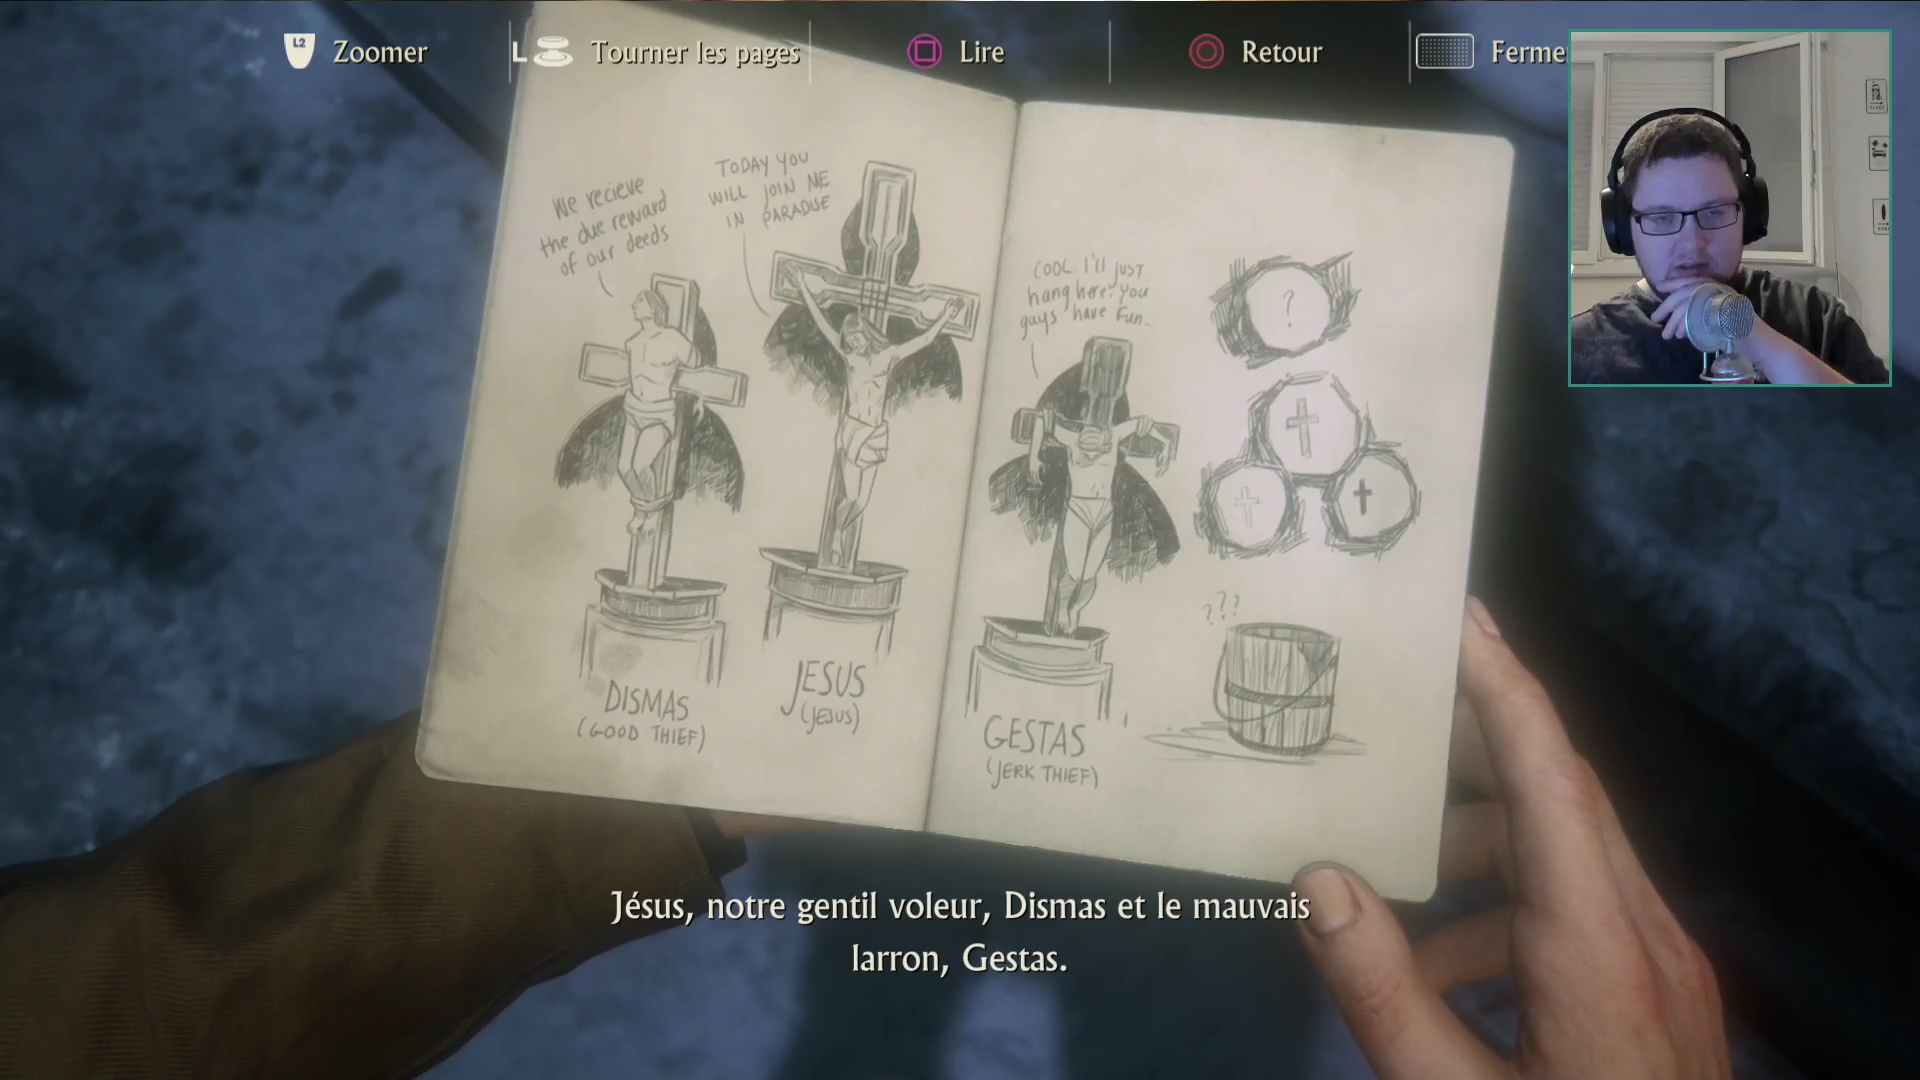 L2 Zoomer
L Tourner les pages
Lire
Retour
Ferme
We recieve
the due reward
of our deeds
TODAY YOU
WILL JOIN ME
IN PARADISE
COOL. I'll JUST
hang here. You
guys have fun..
?
???
DISMAS
(GOOD THIEF)
JESUS
(JESUS)
GESTAS
(JERK THIEF)
Jésus, notre gentil voleur, Dismas et le mauvais
larron, Gestas.